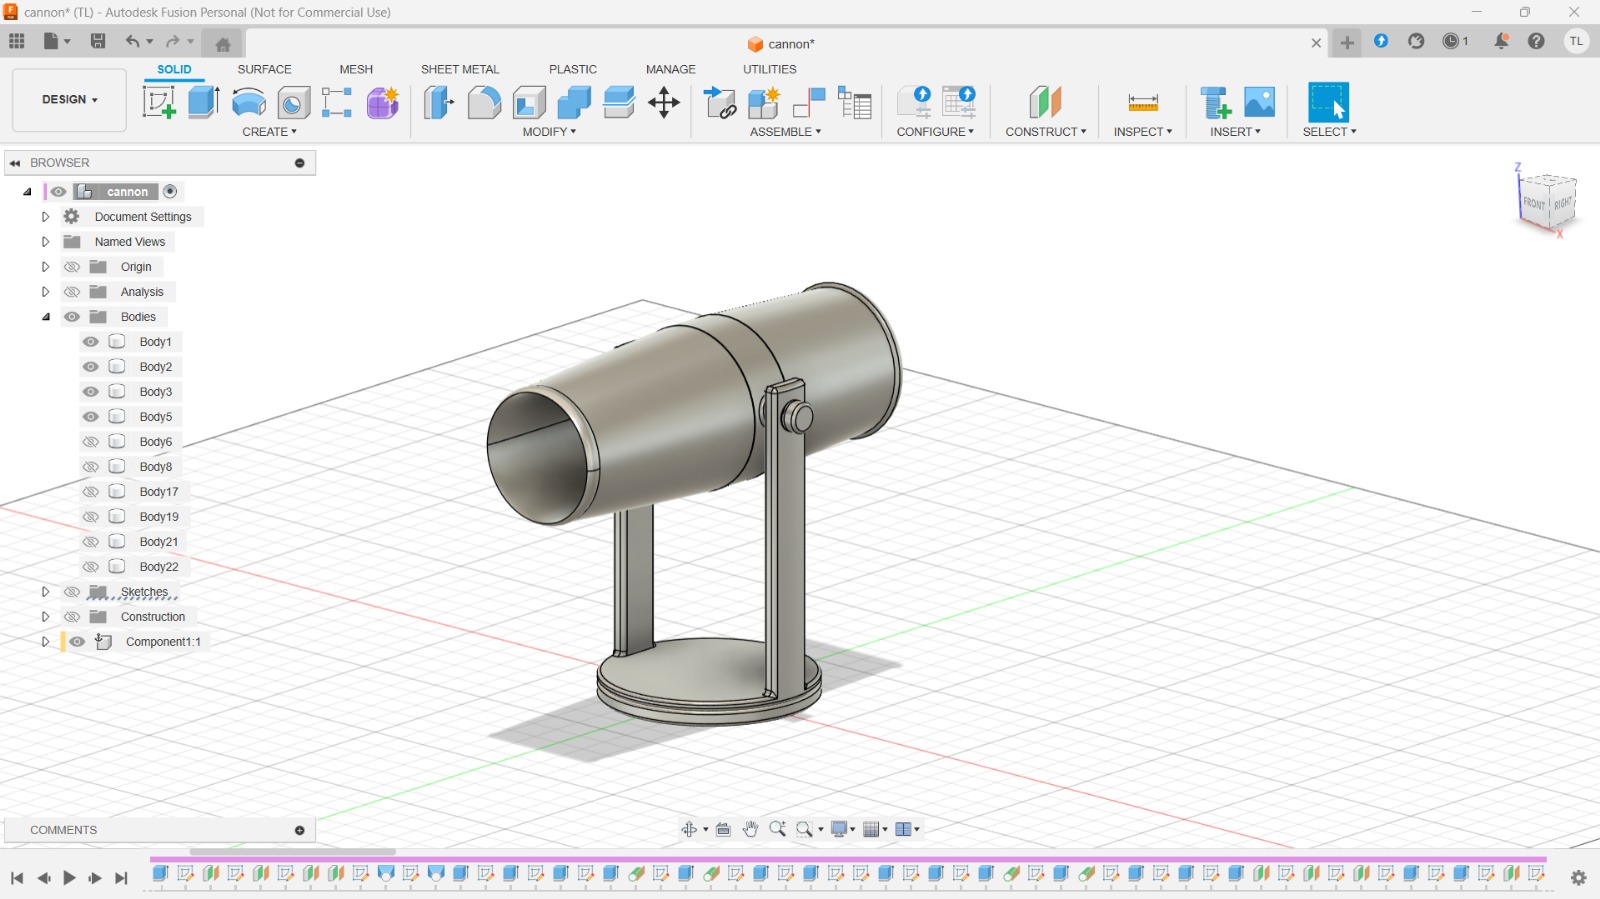 cannon* (TL) - Autodesk Fusion Personal (Not for Commercial Use)
cannon*
1
TL
SOLID SURFACE MESH SHEET METAL PLASTIC MANAGE UTILITIES
DESIGN
CREATE MODIFY ASSEMBLE CONFIGURE CONSTRUCT INSPECT INSERT SELECT
BROWSER
cannon
Document Settings
Named Views
Origin
Analysis
Bodies
Body1
Body2
Body3
Body5
Body6
Body8
Body17
Body19
Body21
Body22
Sketches
Construction
Component1:1
Z
FRONT RIGHT
X
COMMENTS